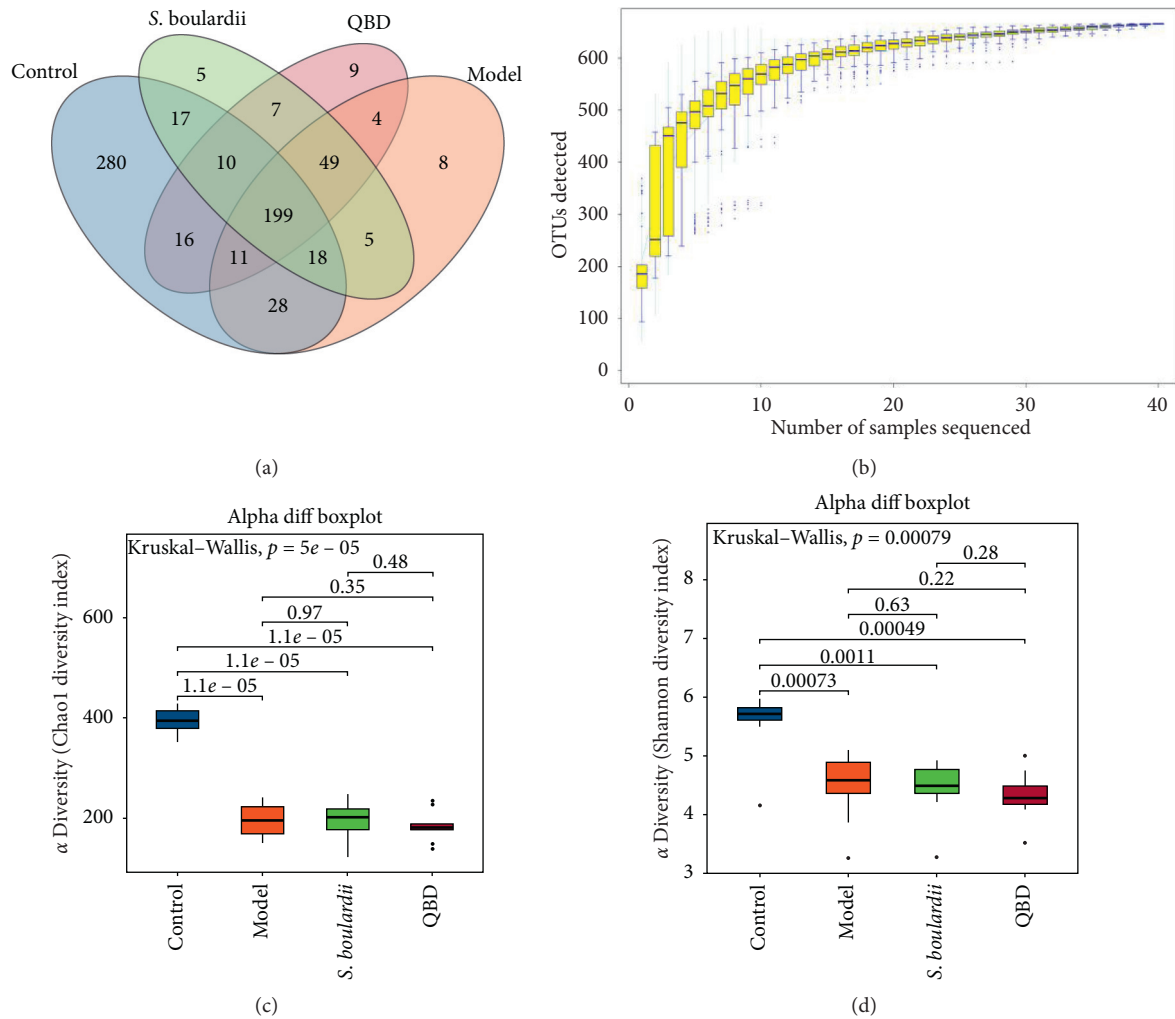 S. boulardii
QBD
Control
Model
5
9
17
7
4
280
10
49
8
199
16
11
18
5
28
(a)
OTUs detected
600
500
400
300
200
100
0
0
10
20
30
40
Number of samples sequenced
(b)
Alpha diff boxplot
Kruskal–Wallis, p = 5e – 05
0.48
0.35
0.97
1.1e – 05
1.1e – 05
1.1e – 05
α Diversity (Chao1 diversity index)
600
400
200
Control
Model
S. boulardii
QBD
(c)
Alpha diff boxplot
Kruskal–Wallis, p = 0.00079
0.28
0.22
0.63
0.00049
0.0011
0.00073
α Diversity (Shannon diversity index)
8
7
6
5
4
3
Control
Model
S. boulardii
QBD
(d)